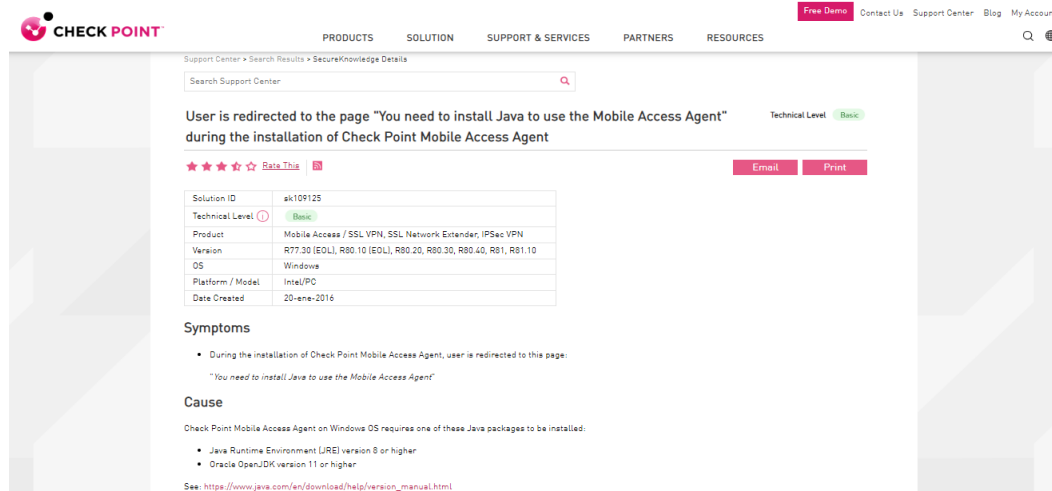 Free Demo Contact Us Support Center Blog My Accoun
CHECK POINT
PRODUCTS SOLUTION SUPPORT & SERVICES PARTNERS RESOURCES
Support Center > Search Results > SecureKnowledge Details
Search Support Center
User is redirected to the page "You need to install Java to use the Mobile Access Agent"
during the installation of Check Point Mobile Access Agent
Technical Level Basic
Rate This
Email Print
Solution ID sk109125
Technical Level Basic
Product Mobile Access / SSL VPN, SSL Network Extender, IPSec VPN
Version R77.30 (EOL), R80.10 (EOL), R80.20, R80.30, R80.40, R81, R81.10
OS Windows
Platform / Model Intel/PC
Date Created 20-ene-2016
Symptoms
• During the installation of Check Point Mobile Access Agent, user is redirected to this page:
"You need to install Java to use the Mobile Access Agent"
Cause
Check Point Mobile Access Agent on Windows OS requires one of these Java packages to be installed:
• Java Runtime Environment (JRE) version 8 or higher
• Oracle OpenJDK version 11 or higher
See: https://www.java.com/en/download/help/version_manual.html